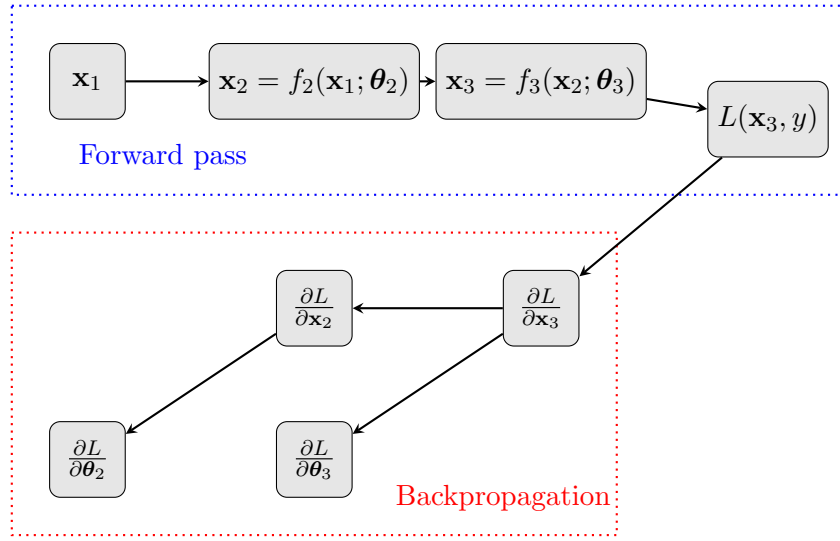 𝐱₁
𝐱₂ = f₂(𝐱₁; 𝜽₂)
𝐱₃ = f₃(𝐱₂; 𝜽₃)
L(𝐱₃, y)
Forward pass
∂L/∂𝐱₂
∂L/∂𝐱₃
∂L/∂𝜽₂
∂L/∂𝜽₃
Backpropagation